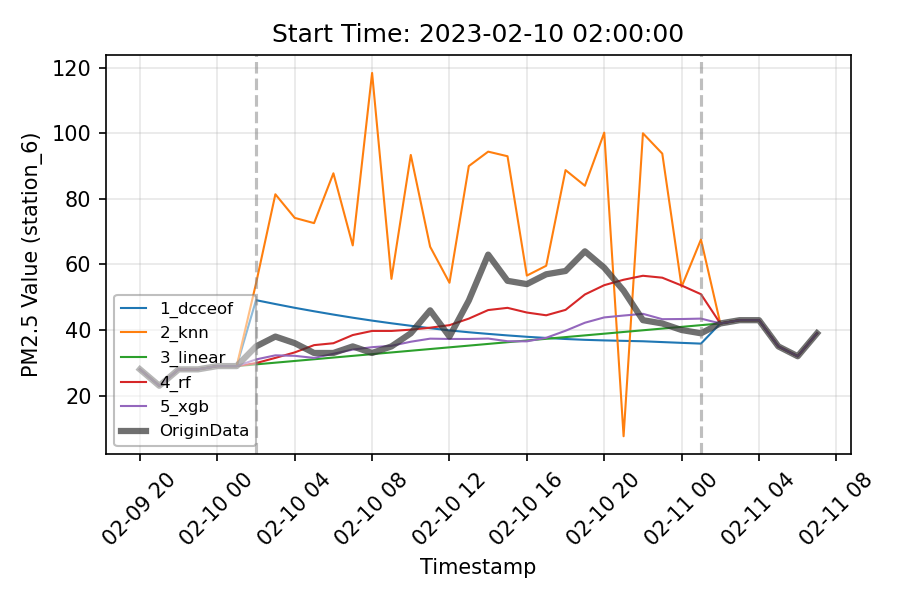 Start Time: 2023-02-10 02:00:00
PM2.5 Value (station_6)
120
100
80
60
40
20
1_dcceof
2_knn
3_linear
4_rf
5_xgb
OriginData
02-09 20
02-10 00
02-10 04
02-10 08
02-10 12
02-10 16
02-10 20
02-11 00
02-11 04
02-11 08
Timestamp